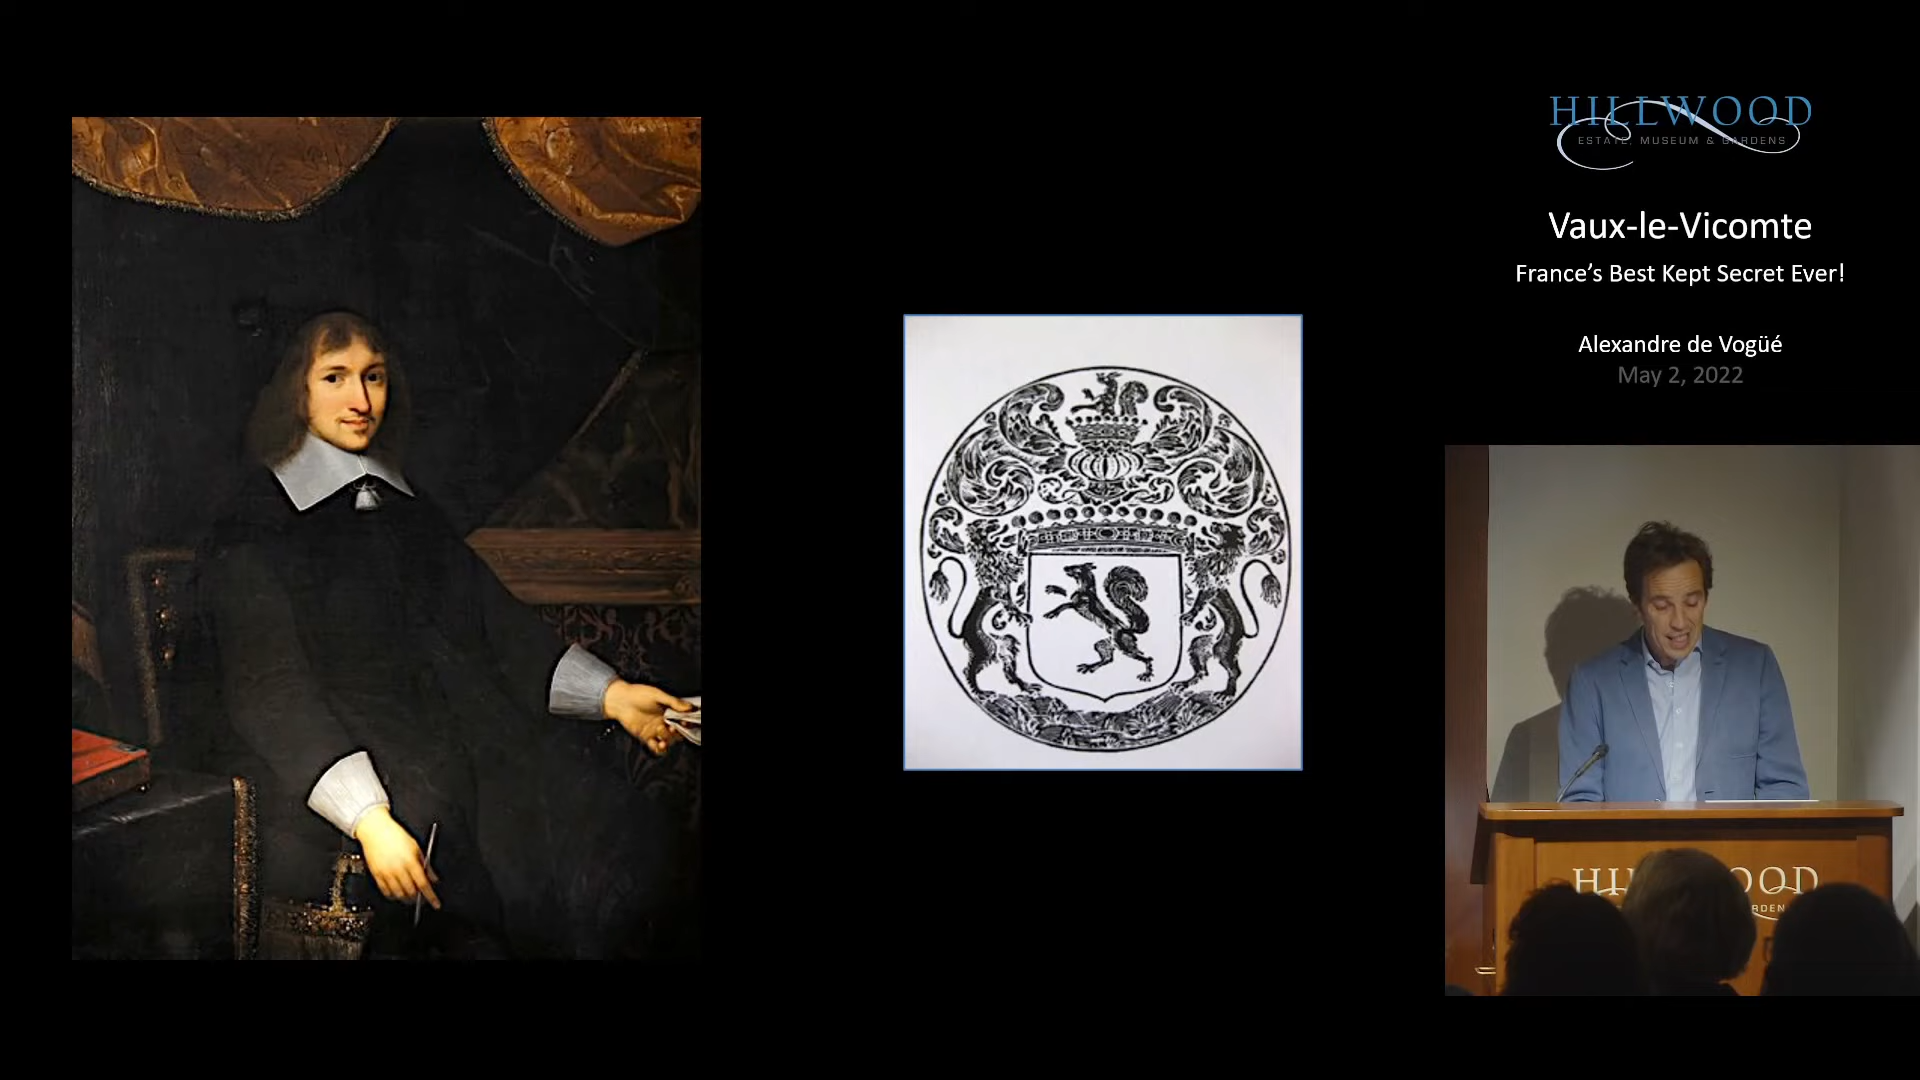 HILLWOOD
ESTATE, MUSEUM & GARDENS
Vaux-le-Vicomte
France's Best Kept Secret Ever!
Alexandre de Vogüé
May 2, 2022